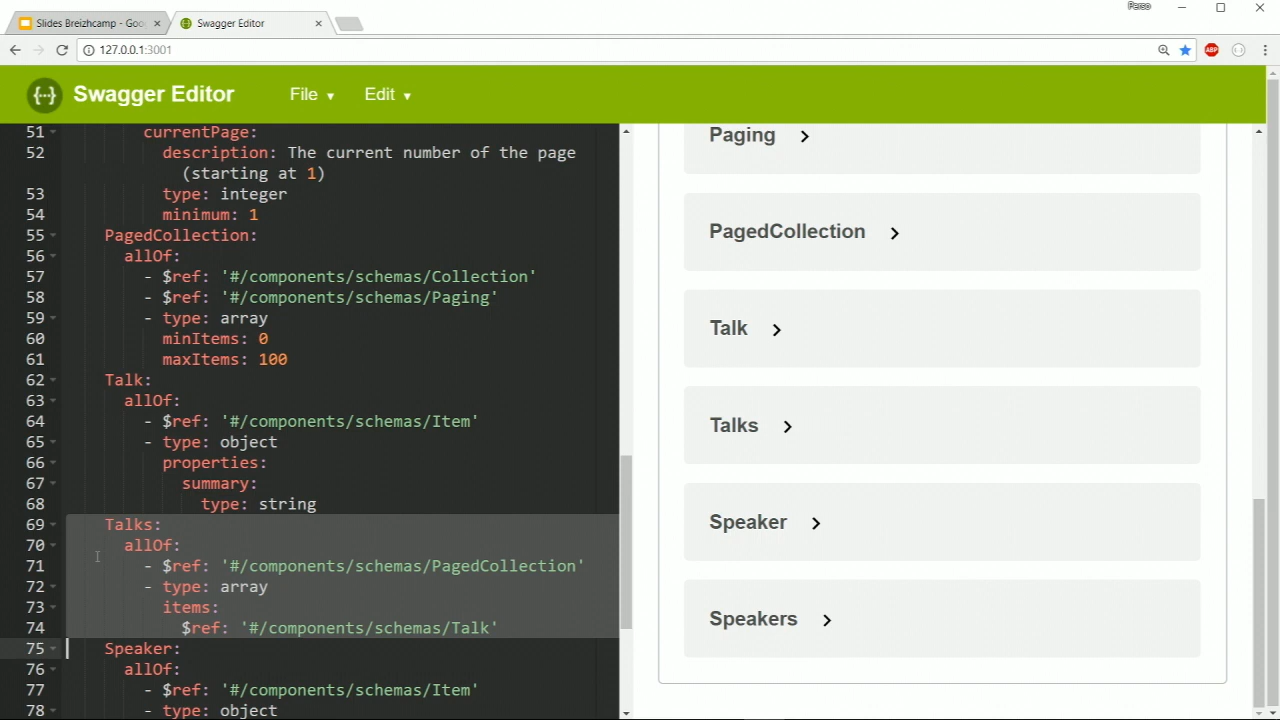 Parco
Slides Breizhcamp - Goo
Swagger Editor
127.0.0.1:3001
ABP
{···} Swagger Editor
File
Edit
51 currentPage:
52 description: The current number of the page
(starting at 1)
53 type: integer
54 minimum: 1
55 PagedCollection:
56 allOf:
57 - $ref: '#/components/schemas/Collection'
58 - $ref: '#/components/schemas/Paging'
59 - type: array
60 minItems: 0
61 maxItems: 100
62 Talk:
63 allOf:
64 - $ref: '#/components/schemas/Item'
65 - type: object
66 properties:
67 summary:
68 type: string
69 Talks:
70 allOf:
71 - $ref: '#/components/schemas/PagedCollection'
72 - type: array
73 items:
74 $ref: '#/components/schemas/Talk'
75 Speaker:
76 allOf:
77 - $ref: '#/components/schemas/Item'
78 - type: object
Paging
PagedCollection
Talk
Talks
Speaker
Speakers